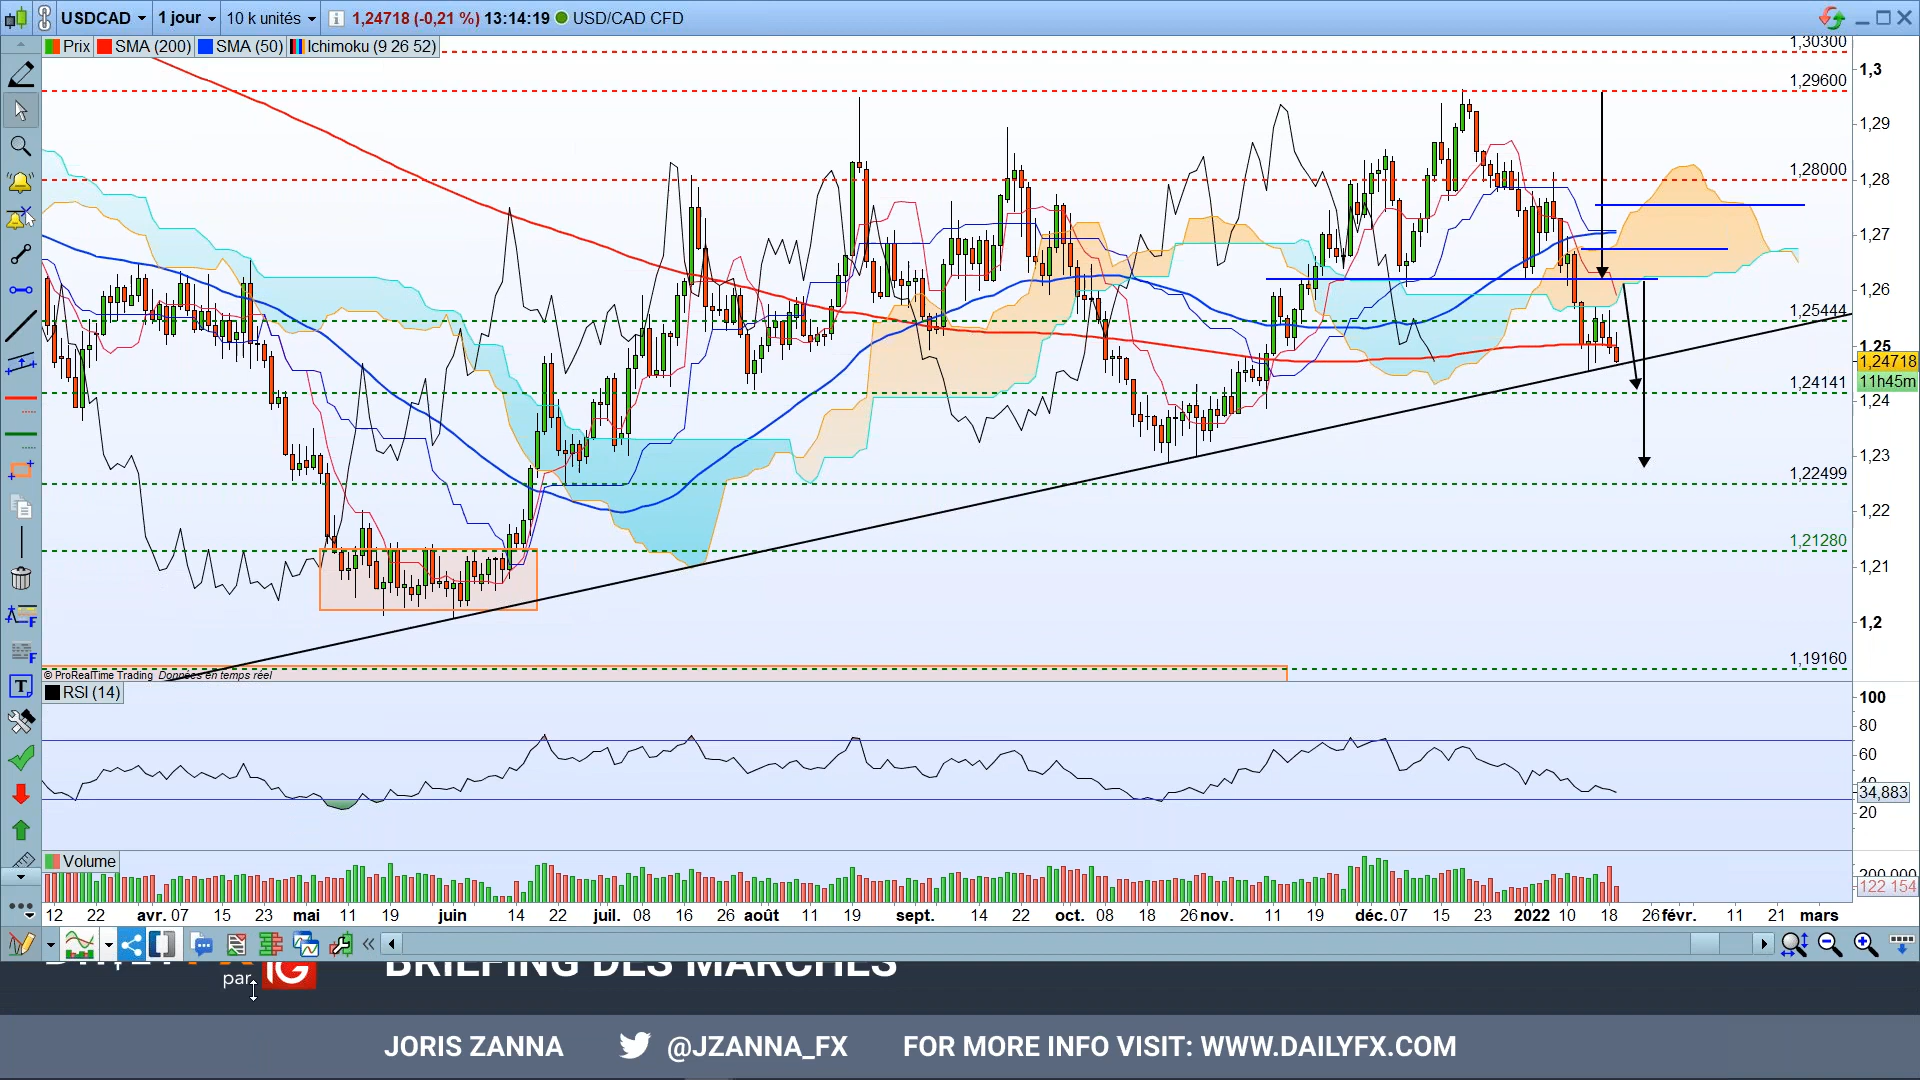 USDCAD 1 jour 10 k unités 1,24718 (-0,21 %) 13:14:19 USD/CAD CFD
Prix SMA (200) SMA (50) Ichimoku (9 26 52)
1,30300
1,3
1,29600
1,29
1,28000
1,28
1,27
1,26
1,25444
1,25
1,24718
11h45m
1,24141
1,24
1,23
1,22499
1,22
1,21280
1,21
1,2
1,19160
© ProRealTime Trading Données en temps réel
RSI (14)
100
80
60
40
34,883
20
Volume
200 000
122 154
12 22 avr. 07 15 23 mai 11 19 juin 14 22 juil. 08 16 26 août 11 19 sept. 14 22 oct. 08 18 26 nov. 11 19 déc. 07 15 23 2022 10 18 26 févr. 11 21 mars
par IG
BRIEFING DES MARCHÉS
JORIS ZANNA @JZANNA_FX FOR MORE INFO VISIT: WWW.DAILYFX.COM